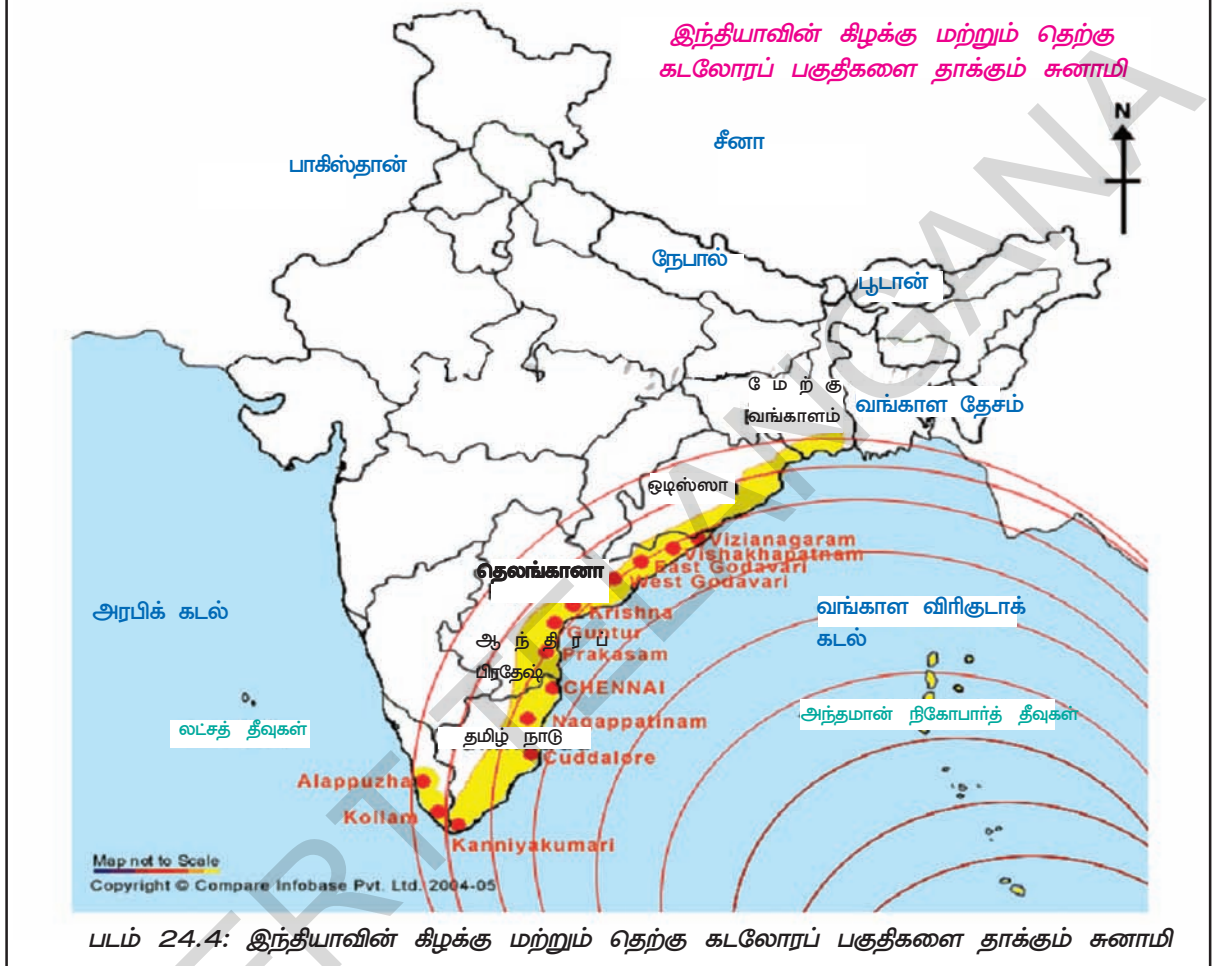 இந்தியாவின் கிழக்கு மற்றும் தெற்கு
கடலோரப் பகுதிகளை தாக்கும் சுனாமி
N
சீனா
பாகிஸ்தான்
நேபால்
பூடான்
மே ற் கு
வங்காளம்
வங்காள தேசம்
ஒடிஸ்ஸா
Vizianagaram
Vishakhapatnam
East Godavari
West Godavari
தெலங்கானா
Krishna
Guntur
Prakasam
அரபிக் கடல்
வங்காள விரிகுடாக்
கடல்
ஆ ந் தி ர ப்
பிரதேஷ்
CHENNAI
Nagappatinam
அந்தமான் நிகோபார்த் தீவுகள்
லட்சத் தீவுகள்
தமிழ் நாடு
Cuddalore
Alappuzha
Kollam
Kanniyakumari
Map not to Scale
Copyright © Compare Infobase Pvt. Ltd. 2004-05
படம் 24.4: இந்தியாவின் கிழக்கு மற்றும் தெற்கு கடலோரப் பகுதிகளை தாக்கும் சுனாமி
ERT TELANGANA